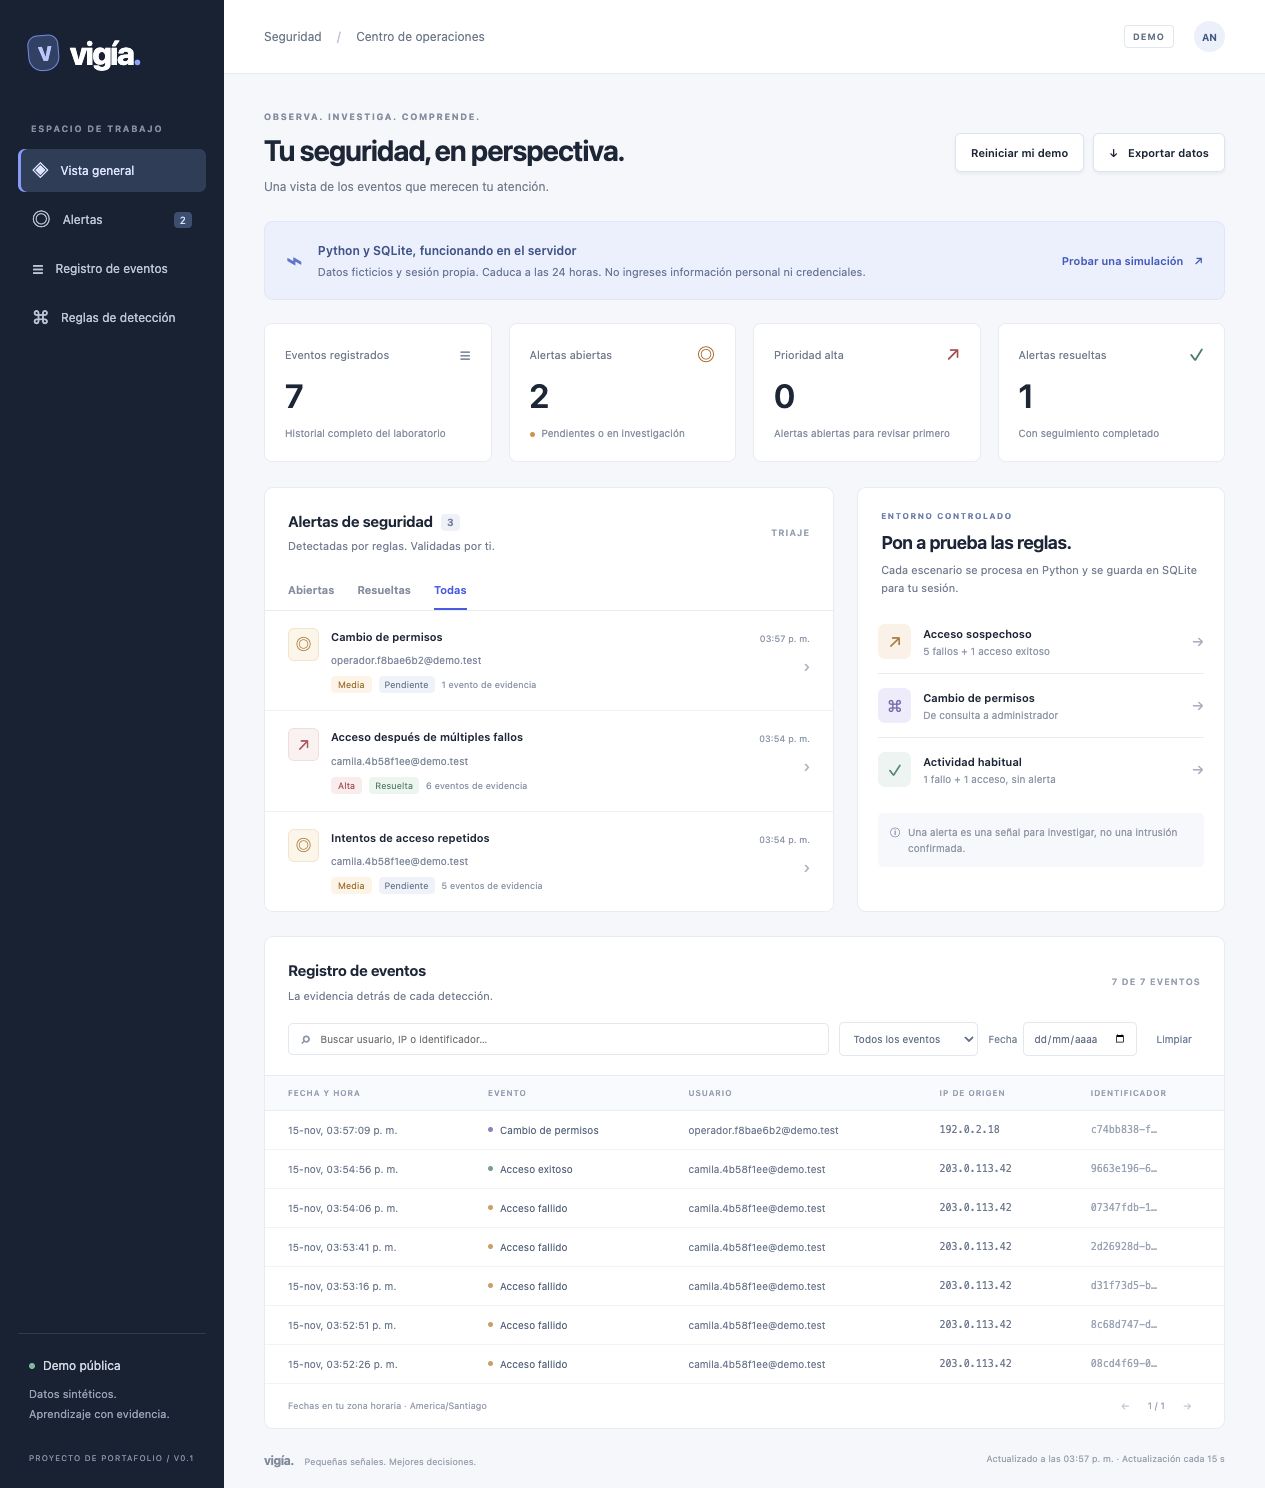 V vigía.
ESPACIO DE TRABAJO
Vista general
Alertas 2
Registro de eventos
Reglas de detección
Demo pública
Datos sintéticos.
Aprendizaje con evidencia.
PROYECTO DE PORTAFOLIO / V0.1
Seguridad / Centro de operaciones
DEMO
AN
OBSERVA. INVESTIGA. COMPRENDE.
Tu seguridad, en perspectiva.
Una vista de los eventos que merecen tu atención.
Reiniciar mi demo
↓ Exportar datos
Python y SQLite, funcionando en el servidor
Datos ficticios y sesión propia. Caduca a las 24 horas. No ingreses información personal ni credenciales.
Probar una simulación ↗
Eventos registrados
7
Historial completo del laboratorio
Alertas abiertas
2
Pendientes o en investigación
Prioridad alta
0
Alertas abiertas para revisar primero
Alertas resueltas
1
Con seguimiento completado
Alertas de seguridad 3
Detectadas por reglas. Validadas por ti.
TRIAJE
Abiertas Resueltas Todas
Cambio de permisos 03:57 p. m.
operador.f8bae6b2@demo.test
Media Pendiente 1 evento de evidencia
Acceso después de múltiples fallos 03:54 p. m.
camila.4b58f1ee@demo.test
Alta Resuelta 6 eventos de evidencia
Intentos de acceso repetidos 03:54 p. m.
camila.4b58f1ee@demo.test
Media Pendiente 5 eventos de evidencia
ENTORNO CONTROLADO
Pon a prueba las reglas.
Cada escenario se procesa en Python y se guarda en SQLite
para tu sesión.
Acceso sospechoso
5 fallos + 1 acceso exitoso
Cambio de permisos
De consulta a administrador
Actividad habitual
1 fallo + 1 acceso, sin alerta
Una alerta es una señal para investigar, no una intrusión
confirmada.
Registro de eventos
La evidencia detrás de cada detección.
7 DE 7 EVENTOS
Buscar usuario, IP o identificador... Todos los eventos Fecha dd/mm/aaaa Limpiar
FECHA Y HORA EVENTO USUARIO IP DE ORIGEN IDENTIFICADOR
15-nov, 03:57:09 p. m. Cambio de permisos operador.f8bae6b2@demo.test 192.0.2.18 c74bb838-f…
15-nov, 03:54:56 p. m. Acceso exitoso camila.4b58f1ee@demo.test 203.0.113.42 9663e196-6…
15-nov, 03:54:06 p. m. Acceso fallido camila.4b58f1ee@demo.test 203.0.113.42 07347fdb-1…
15-nov, 03:53:41 p. m. Acceso fallido camila.4b58f1ee@demo.test 203.0.113.42 2d26928d-b…
15-nov, 03:53:16 p. m. Acceso fallido camila.4b58f1ee@demo.test 203.0.113.42 d31f73d5-b…
15-nov, 03:52:51 p. m. Acceso fallido camila.4b58f1ee@demo.test 203.0.113.42 8c68d747-d…
15-nov, 03:52:26 p. m. Acceso fallido camila.4b58f1ee@demo.test 203.0.113.42 08cd4f69-0…
Fechas en tu zona horaria · America/Santiago ← 1 / 1 →
vigía. Pequeñas señales. Mejores decisiones.
Actualizado a las 03:57 p. m. · Actualización cada 15 s